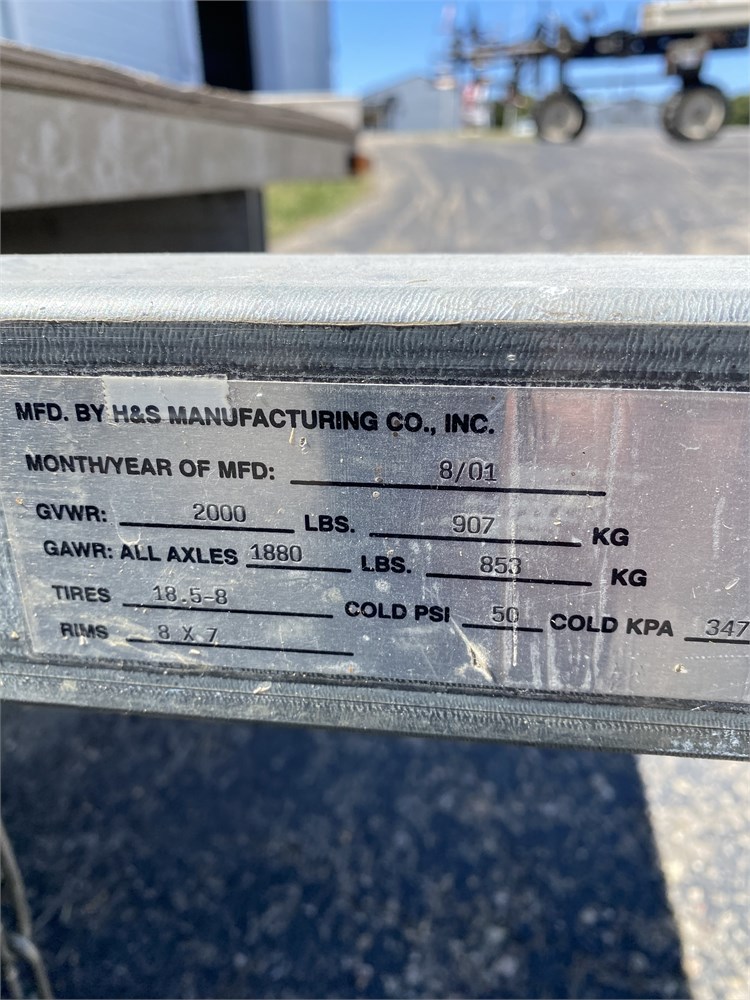 MFD. BY H&S MANUFACTURING CO., INC.
MONTH/YEAR OF MFD: 8/01
GVWR: 2000 LBS. 907 KG
GAWR: ALL AXLES 1880 LBS. 853 KG
TIRES 18.5-8 COLD PSI 50 COLD KPA 347
RIMS 8 X 7